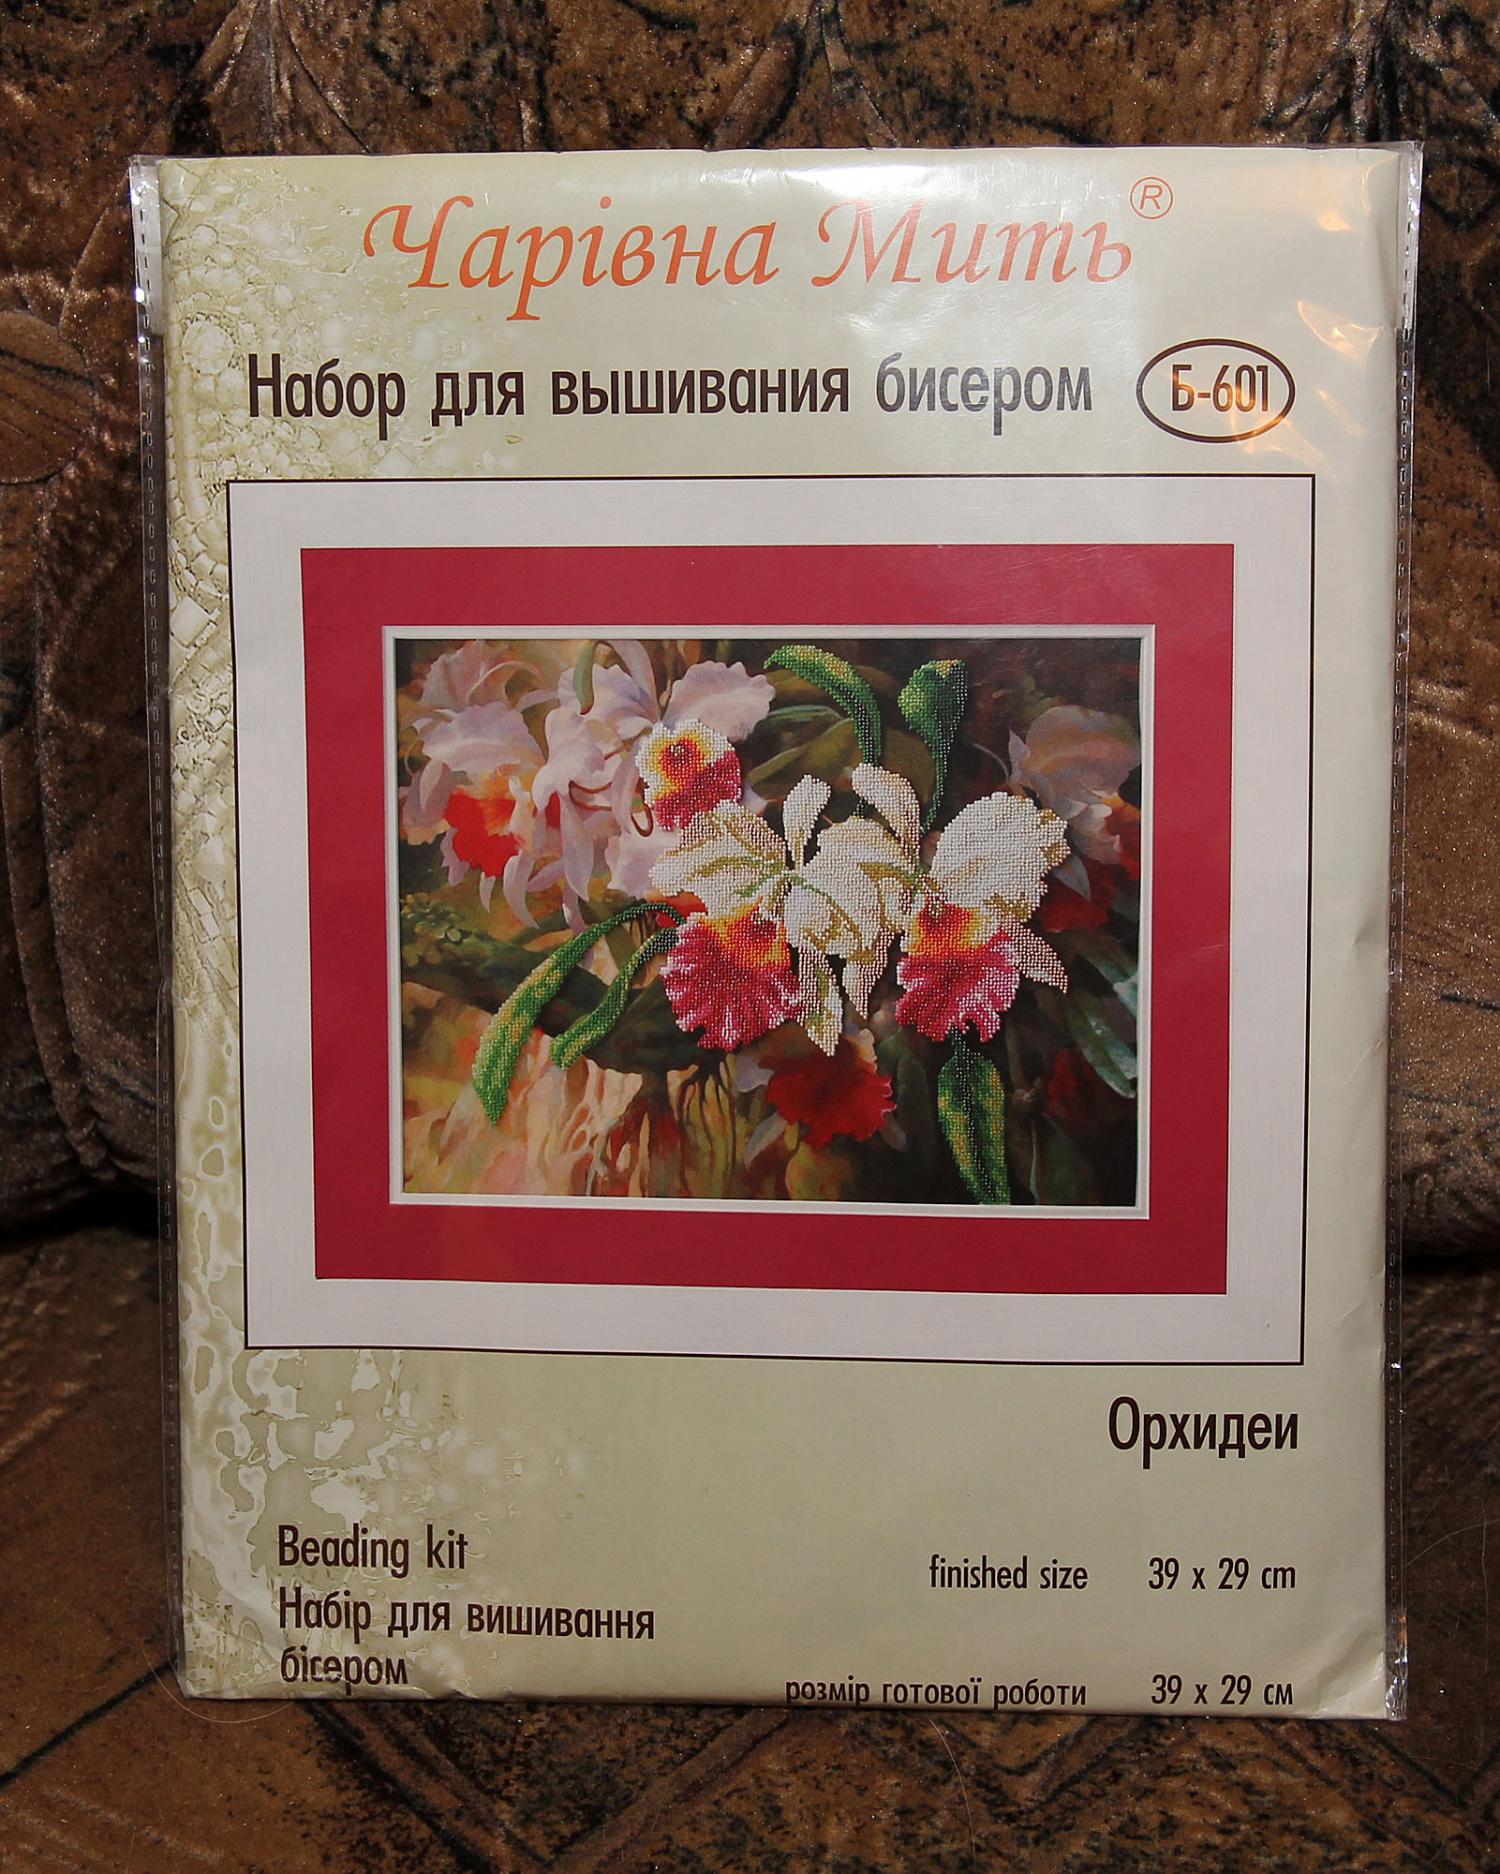 Чарівна Мить®
Набор для вышивания бисером Б-601
Орхидеи
Beading kit
Набір для вишивання
бісером
finished size 39 x 29 cm
розмір готової роботи 39 x 29 см